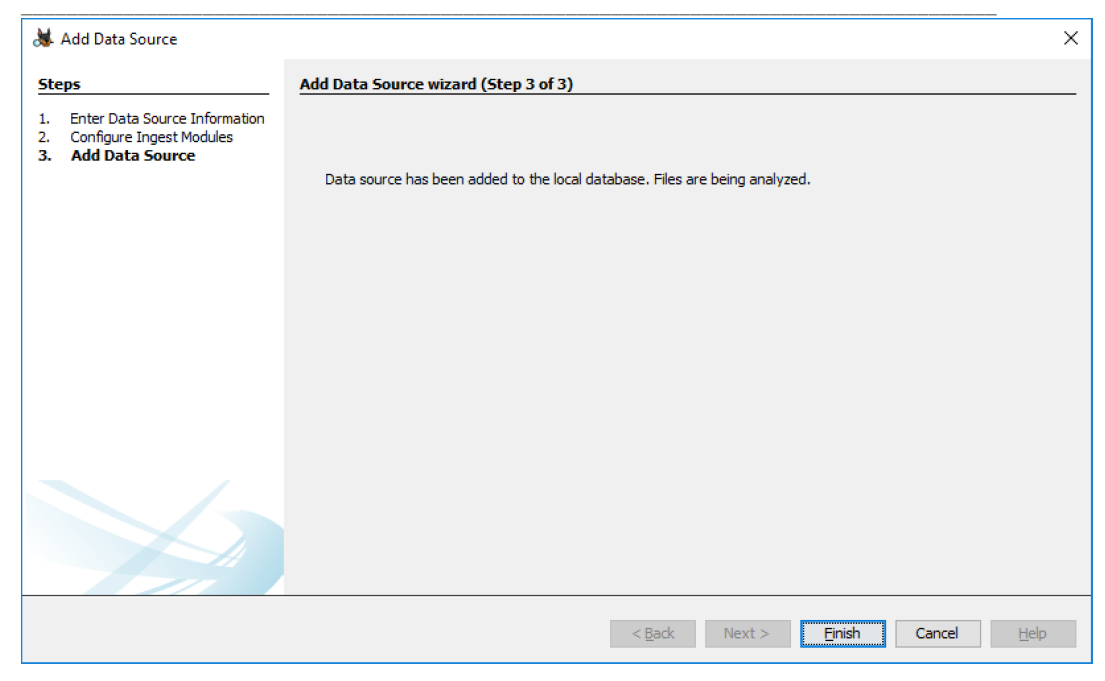 Add Data Source
Steps
1. Enter Data Source Information
2. Configure Ingest Modules
3. Add Data Source
Add Data Source wizard (Step 3 of 3)
Data source has been added to the local database. Files are being analyzed.
< Back Next > Finish Cancel Help